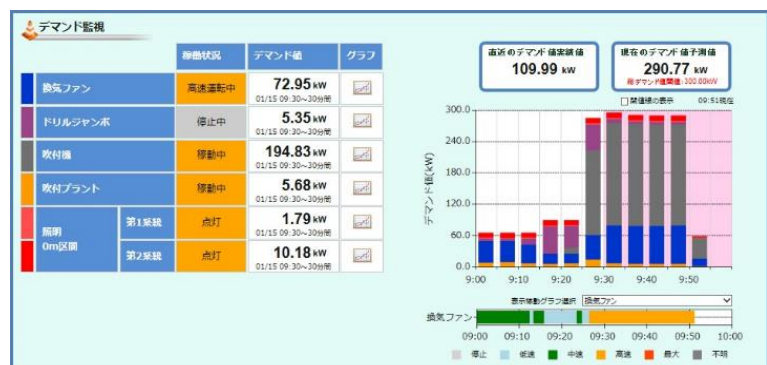 デマンド監視
稼働状況 デマンド値 グラフ
換気ファン 高速運転中 72.95 kW
01/15 09:30~30分間
ドリルジャンボ 停止中 5.35 kW
01/15 09:30~30分間
吹付機 稼動中 194.83 kW
01/15 09:30~30分間
吹付プラント 稼動中 5.68 kW
01/15 09:30~30分間
照明
0m区間
第1系統 点灯 1.79 kW
01/15 09:30~30分間
第2系統 点灯 10.18 kW
01/15 09:30~30分間
直近のデマンド値実績値
109.99 kW
現在のデマンド値予測値
290.77 kW
総デマンド値閾値:300.00kW
閾値線の表示 09:51現在
デマンド値(kW)
300.0
240.0
180.0
120.0
60.0
0.0
9:00 9:10 9:20 9:30 9:40 9:50
表示稼動グラフ選択 換気ファン
換気ファン
09:00 09:10 09:20 09:30 09:40 09:50 10:00
停止 低速 中速 高速 最大 不明